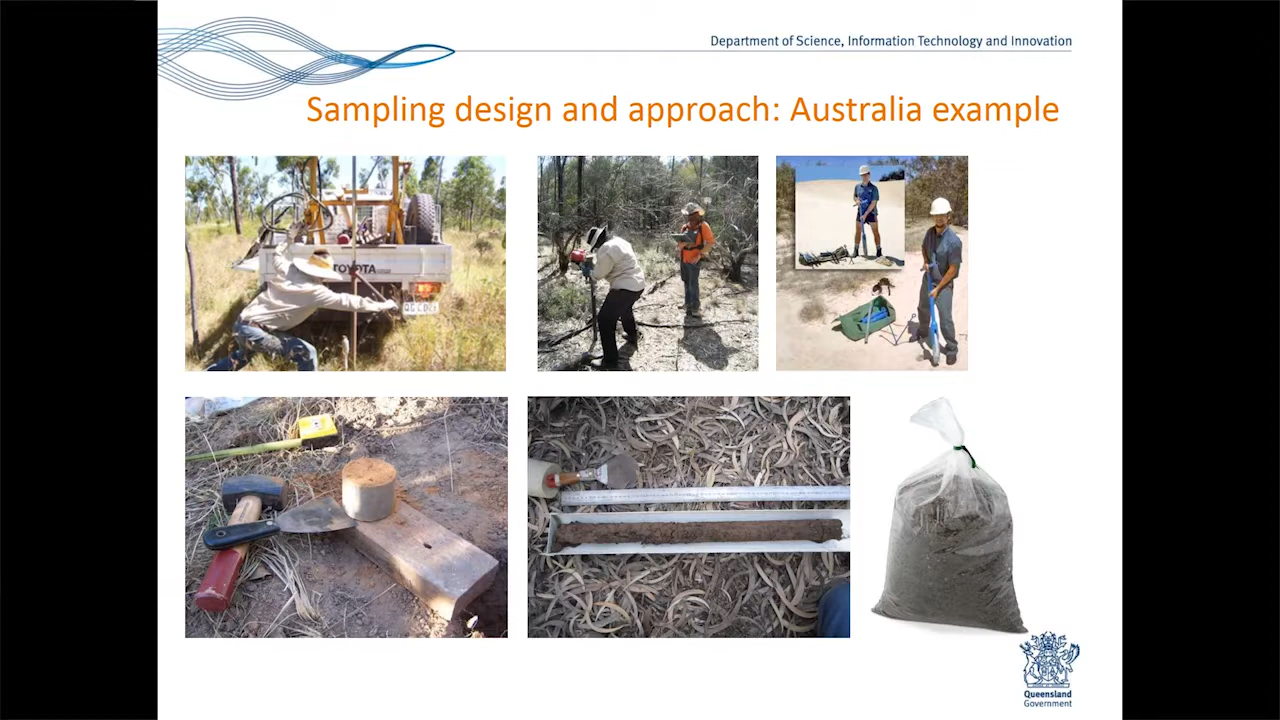 Department of Science, Information Technology and Innovation
Sampling design and approach: Australia example
TOYOTA
Queensland
Government